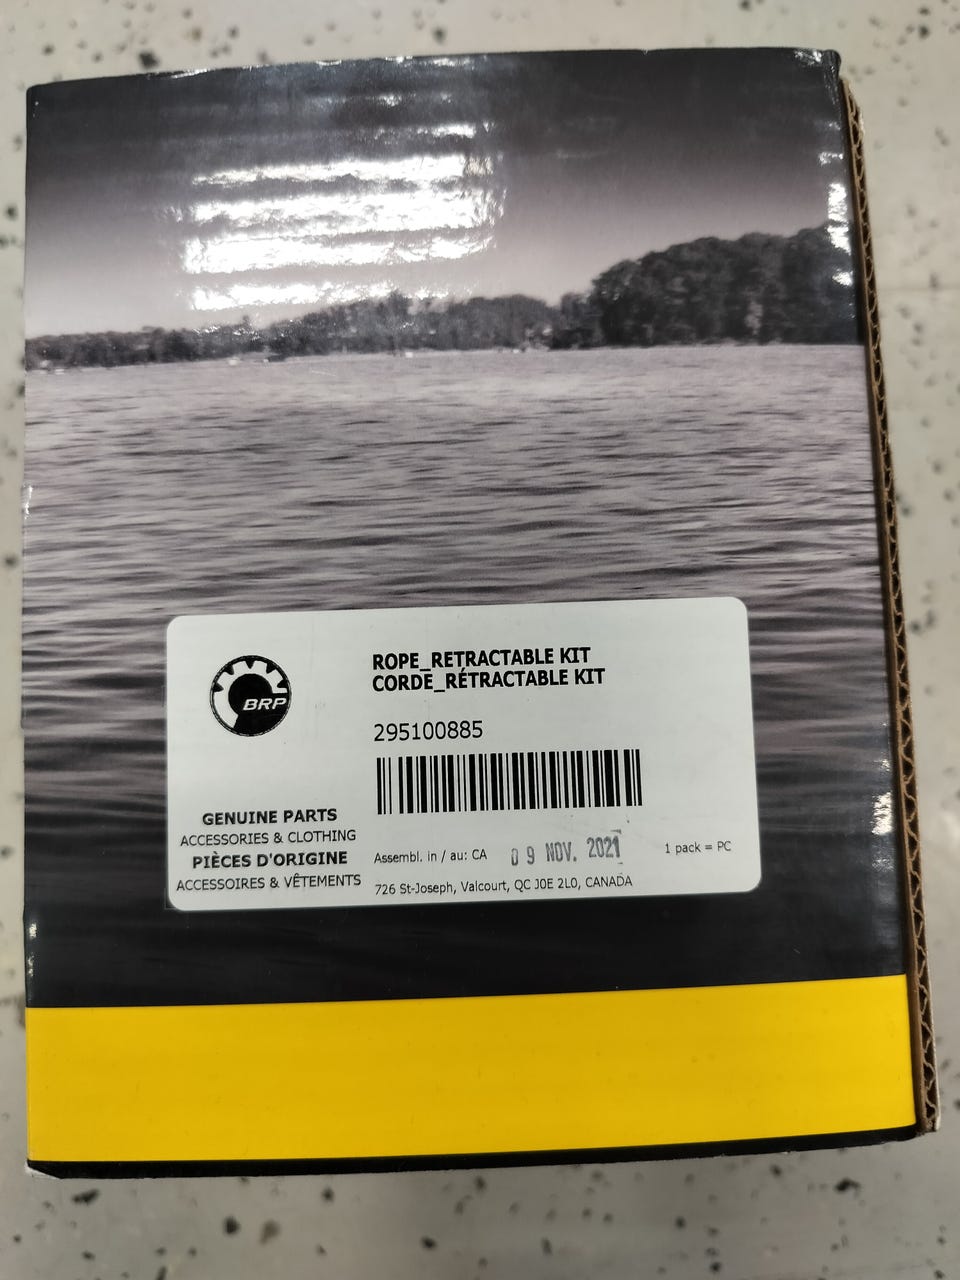 BRP
ROPE_RETRACTABLE KIT
CORDE_RÉTRACTABLE KIT
295100885
GENUINE PARTS
ACCESSORIES & CLOTHING
PIÈCES D'ORIGINE
ACCESSOIRES & VÊTEMENTS
Assembl. in / au: CA
09 NOV. 2021
1 pack = PC
726 St-Joseph, Valcourt, QC J0E 2L0, CANADA